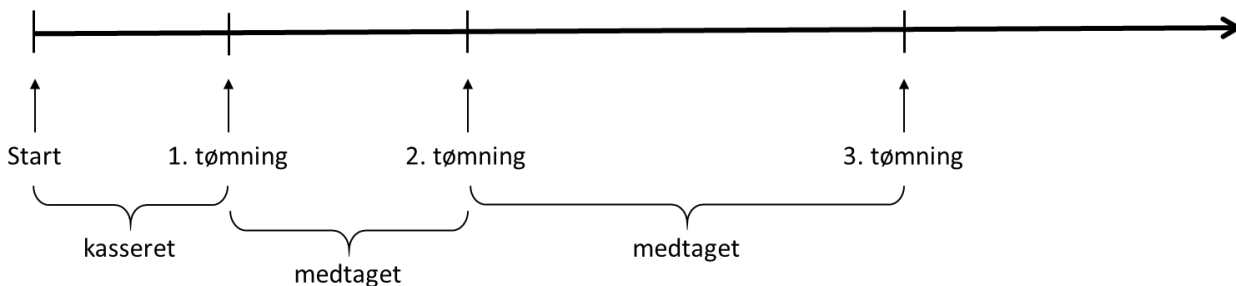 Start
1. tømning
2. tømning
3. tømning
kasseret
medtaget
medtaget